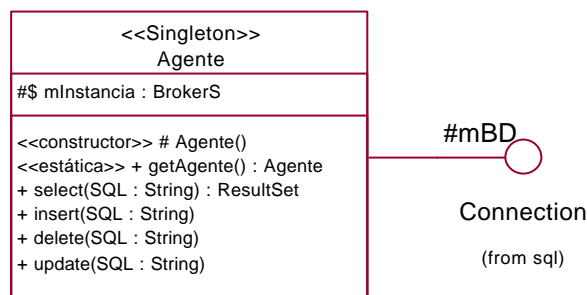 <<Singleton>>
Agente
#$ mInstancia : BrokerS
<<constructor>> # Agente()
<<estática>> + getAgente() : Agente
+ select(SQL : String) : ResultSet
+ insert(SQL : String)
+ delete(SQL : String)
+ update(SQL : String)
#mBD
Connection
(from sql)